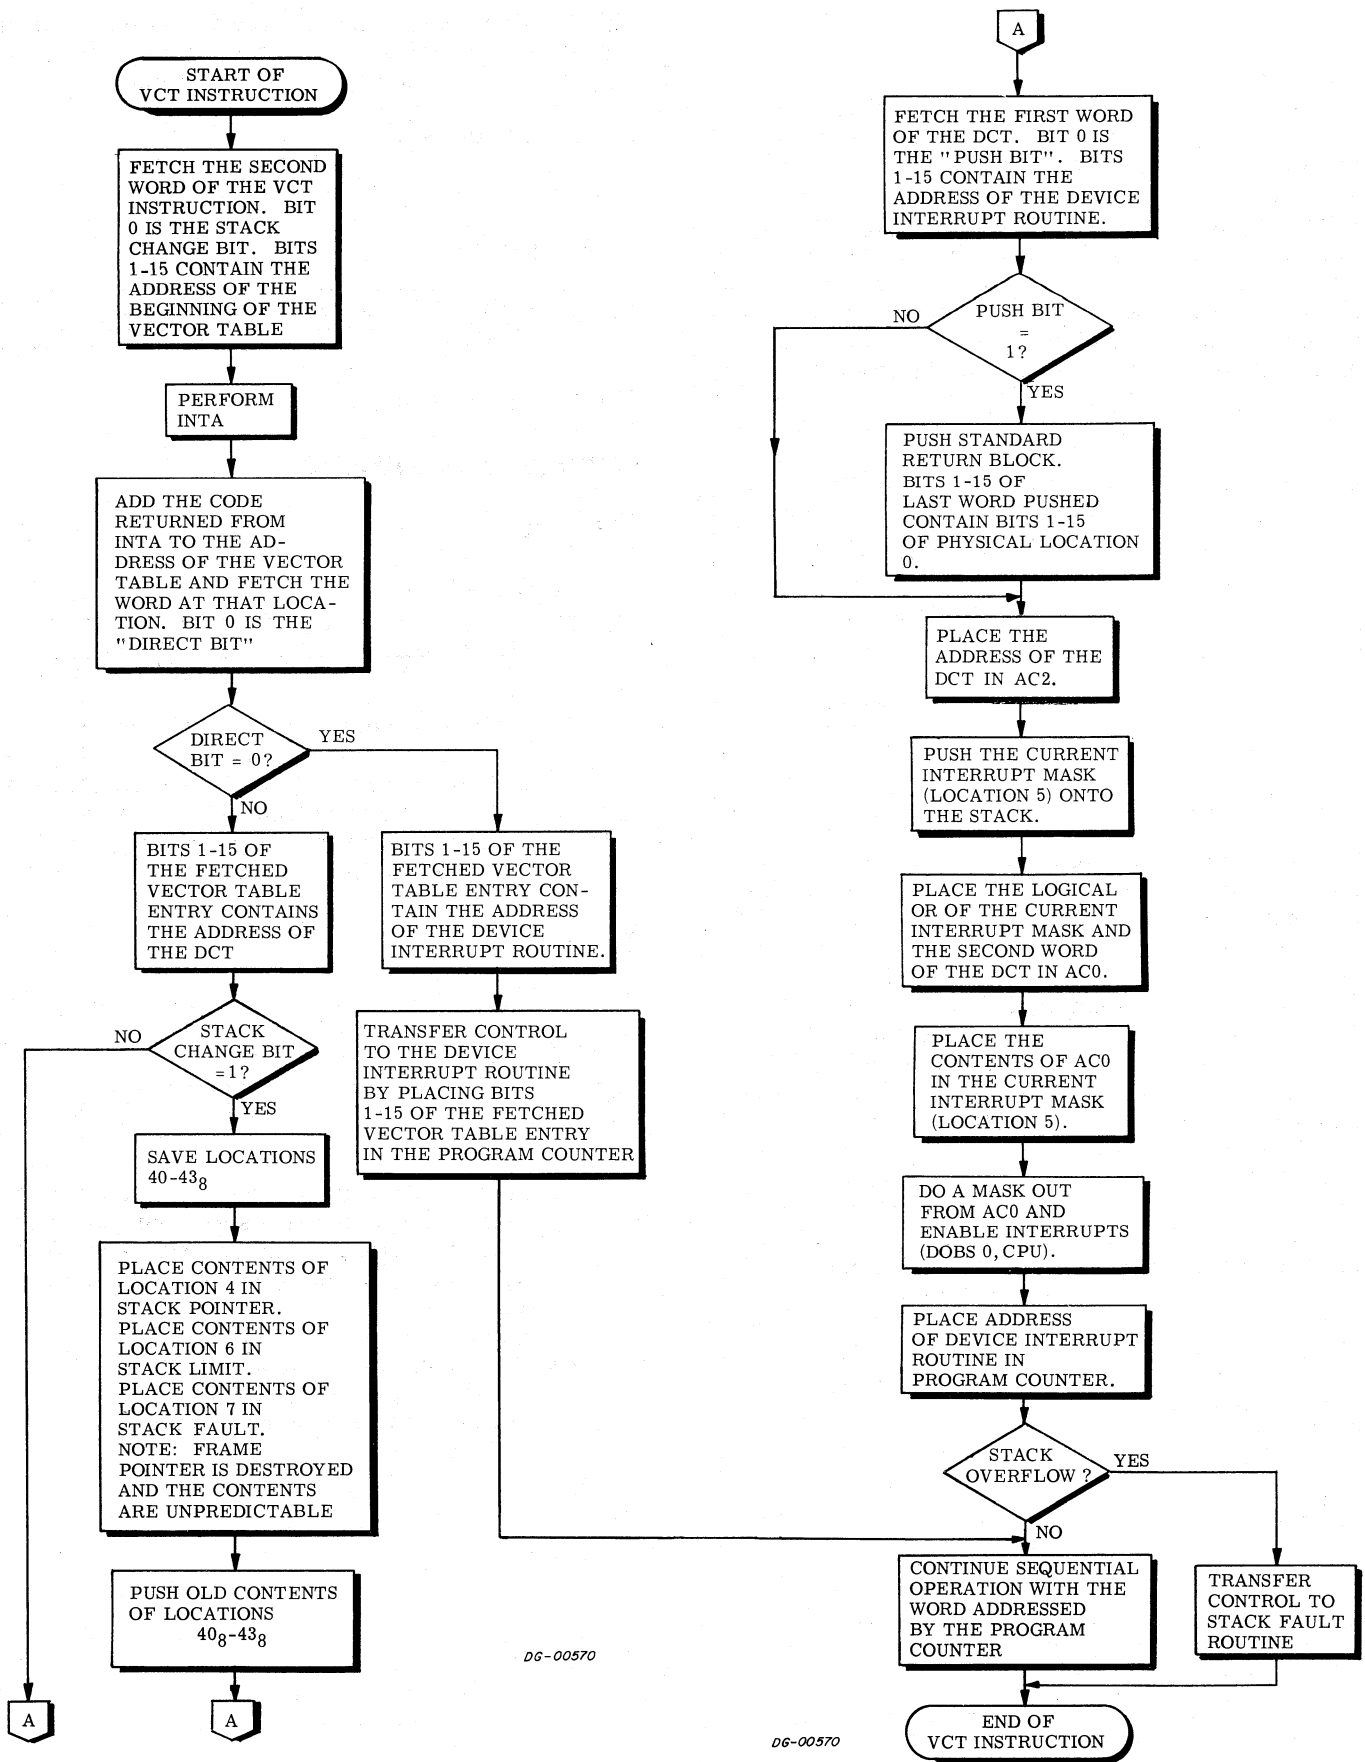 START OF
VCT INSTRUCTION
FETCH THE SECOND
WORD OF THE VCT
INSTRUCTION. BIT
0 IS THE STACK
CHANGE BIT. BITS
1-15 CONTAIN THE
ADDRESS OF THE
BEGINNING OF THE
VECTOR TABLE
PERFORM
INTA
ADD THE CODE
RETURNED FROM
INTA TO THE AD-
DRESS OF THE VECTOR
TABLE AND FETCH THE
WORD AT THAT LOCA-
TION. BIT 0 IS THE
"DIRECT BIT"
DIRECT
BIT = 0?
YES
NO
BITS 1-15 OF
THE FETCHED
VECTOR TABLE
ENTRY CONTAINS
THE ADDRESS OF
THE DCT
BITS 1-15 OF THE
FETCHED VECTOR
TABLE ENTRY CON-
TAIN THE ADDRESS
OF THE DEVICE
INTERRUPT ROUTINE.
STACK
CHANGE BIT
=1?
NO
YES
TRANSFER CONTROL
TO THE DEVICE
INTERRUPT ROUTINE
BY PLACING BITS
1-15 OF THE FETCHED
VECTOR TABLE ENTRY
IN THE PROGRAM COUNTER
SAVE LOCATIONS
40-43₈
PLACE CONTENTS OF
LOCATION 4 IN
STACK POINTER.
PLACE CONTENTS OF
LOCATION 6 IN
STACK LIMIT.
PLACE CONTENTS OF
LOCATION 7 IN
STACK FAULT.
NOTE: FRAME
POINTER IS DESTROYED
AND THE CONTENTS
ARE UNPREDICTABLE
PUSH OLD CONTENTS
OF LOCATIONS
40₈-43₈
A
A
DG-00570
A
FETCH THE FIRST WORD
OF THE DCT. BIT 0 IS
THE "PUSH BIT". BITS
1-15 CONTAIN THE
ADDRESS OF THE DEVICE
INTERRUPT ROUTINE.
PUSH BIT
=
1?
NO
YES
PUSH STANDARD
RETURN BLOCK.
BITS 1-15 OF
LAST WORD PUSHED
CONTAIN BITS 1-15
OF PHYSICAL LOCATION
0.
PLACE THE
ADDRESS OF THE
DCT IN AC2.
PUSH THE CURRENT
INTERRUPT MASK
(LOCATION 5) ONTO
THE STACK.
PLACE THE LOGICAL
OR OF THE CURRENT
INTERRUPT MASK AND
THE SECOND WORD
OF THE DCT IN AC0.
PLACE THE
CONTENTS OF AC0
IN THE CURRENT
INTERRUPT MASK
(LOCATION 5).
DO A MASK OUT
FROM AC0 AND
ENABLE INTERRUPTS
(DOBS 0, CPU).
PLACE ADDRESS
OF DEVICE INTERRUPT
ROUTINE IN
PROGRAM COUNTER.
STACK
OVERFLOW ?
YES
NO
CONTINUE SEQUENTIAL
OPERATION WITH THE
WORD ADDRESSED
BY THE PROGRAM
COUNTER
TRANSFER
CONTROL TO
STACK FAULT
ROUTINE
END OF
VCT INSTRUCTION
DG-00570